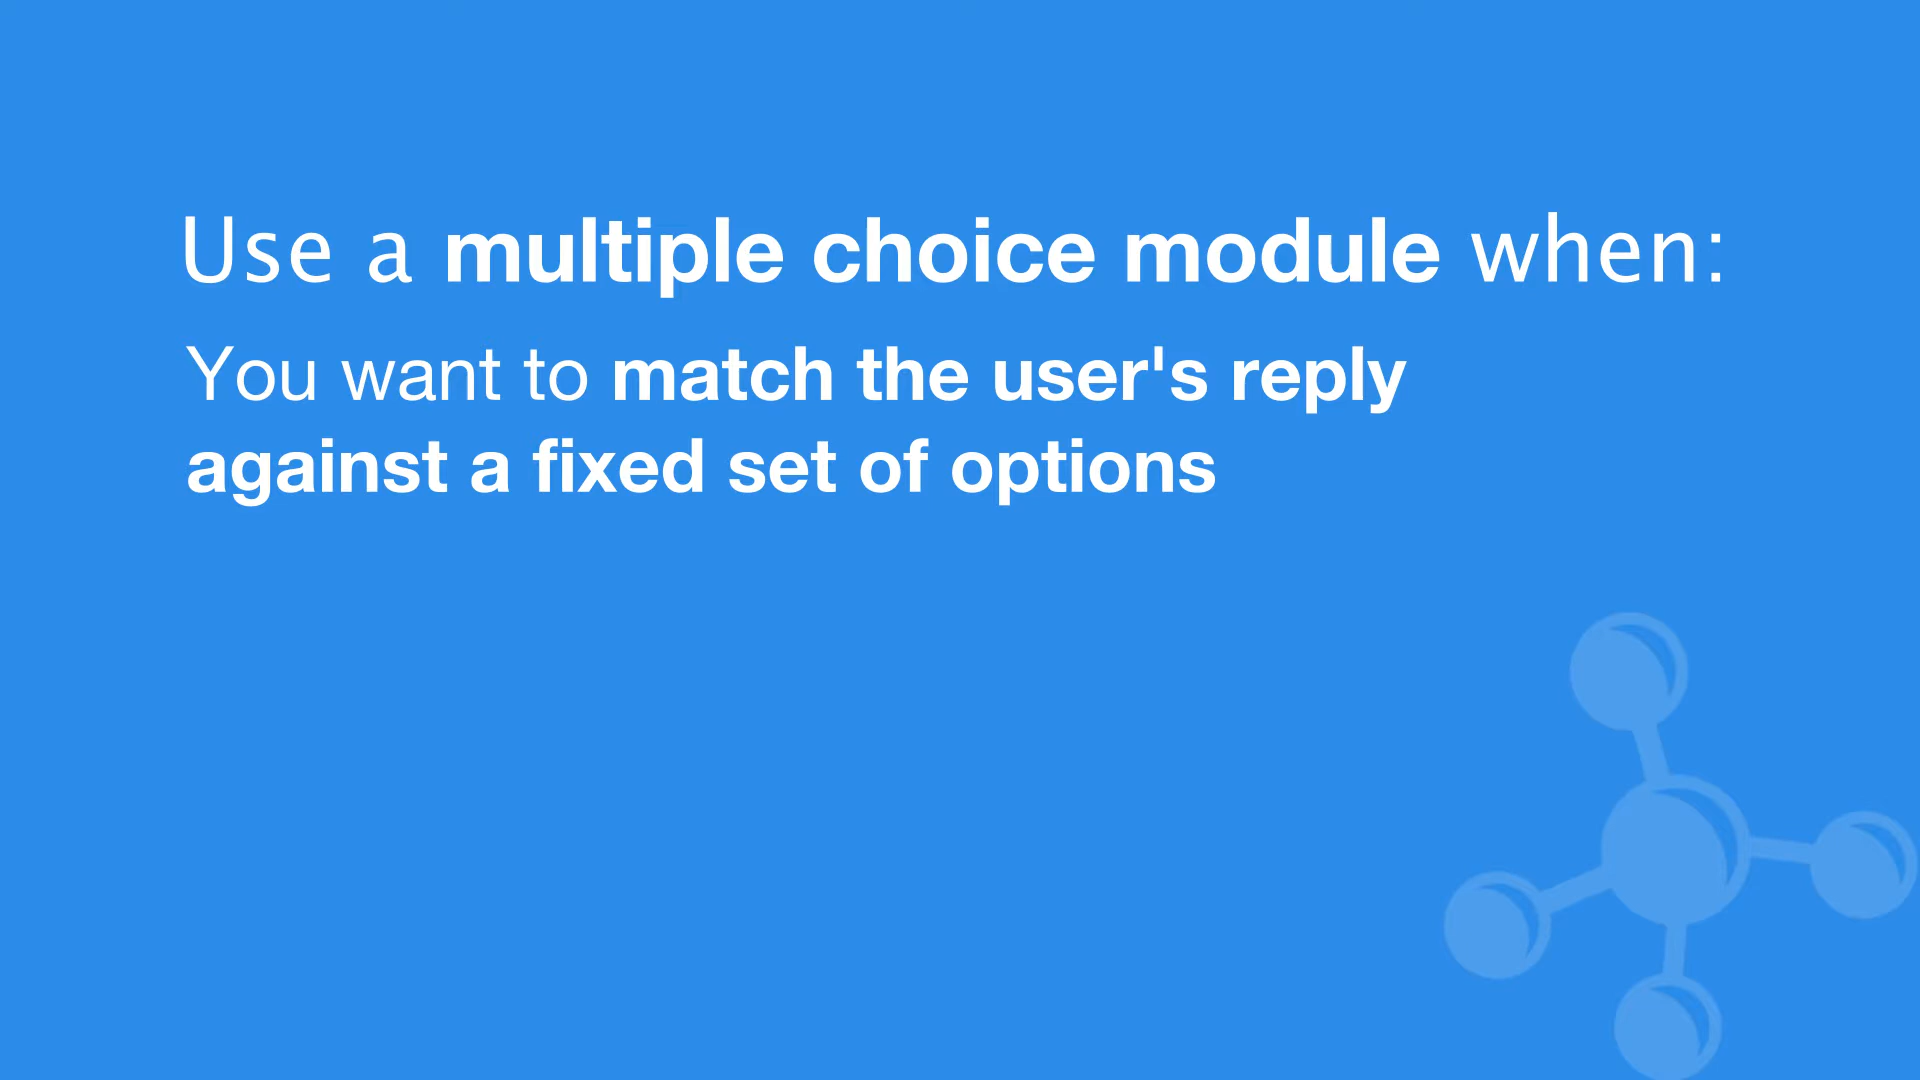 Use a multiple choice module when:
You want to match the user's reply
against a fixed set of options